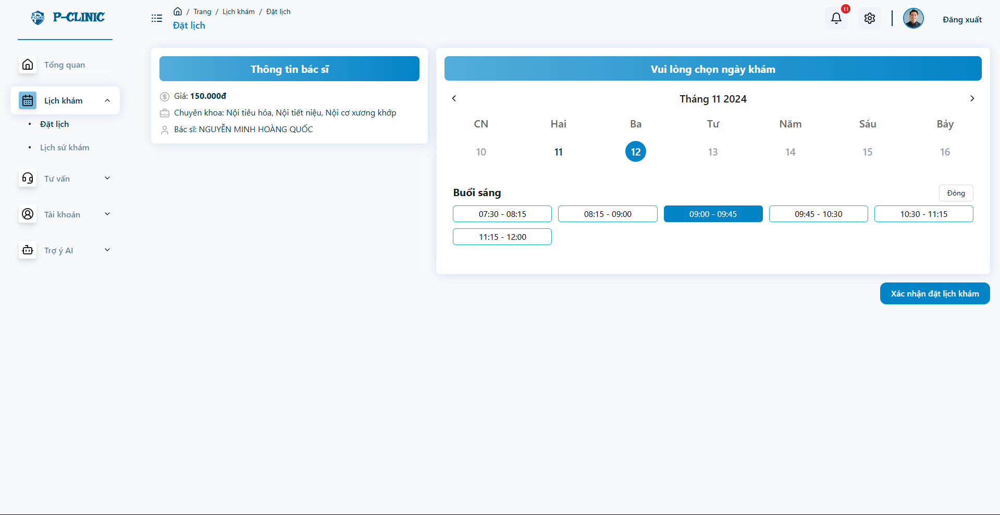 P-CLINIC
P-CLINIC
/ Trang / Lịch khám / Đặt lịch
Đặt lịch
11
Đăng xuất
Tổng quan
Lịch khám
• Đặt lịch
• Lịch sử khám
Tư vấn
Tài khoản
Trợ ý AI
Thông tin bác sĩ
Giá: 150.000đ
Chuyên khoa: Nội tiêu hóa, Nội tiết niệu, Nội cơ xương khớp
Bác sĩ: NGUYỄN MINH HOÀNG QUỐC
Vui lòng chọn ngày khám
Tháng 11 2024
CN Hai Ba Tư Năm Sáu Bảy
10 11 12 13 14 15 16
Buổi sáng
Đóng
07:30 - 08:15 08:15 - 09:00 09:00 - 09:45 09:45 - 10:30 10:30 - 11:15
11:15 - 12:00
Xác nhận đặt lịch khám